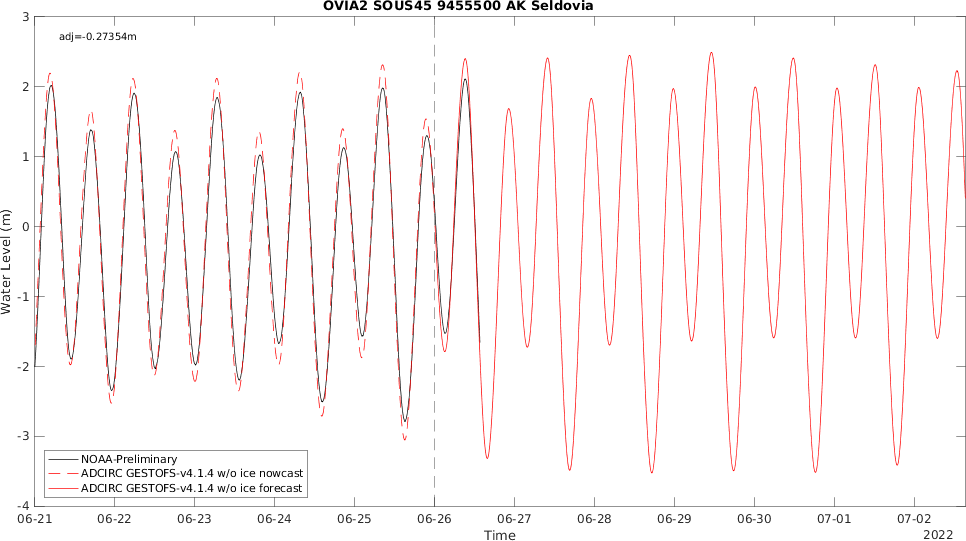 OVIA2 SOUS45 9455500 AK Seldovia
adj=-0.27354m
3
2
1
0
-1
-2
-3
-4
Water Level (m)
NOAA-Preliminary
ADCIRC GESTOFS-v4.1.4 w/o ice nowcast
ADCIRC GESTOFS-v4.1.4 w/o ice forecast
06-21 06-22 06-23 06-24 06-25 06-26 06-27 06-28 06-29 06-30 07-01 07-02
Time
2022